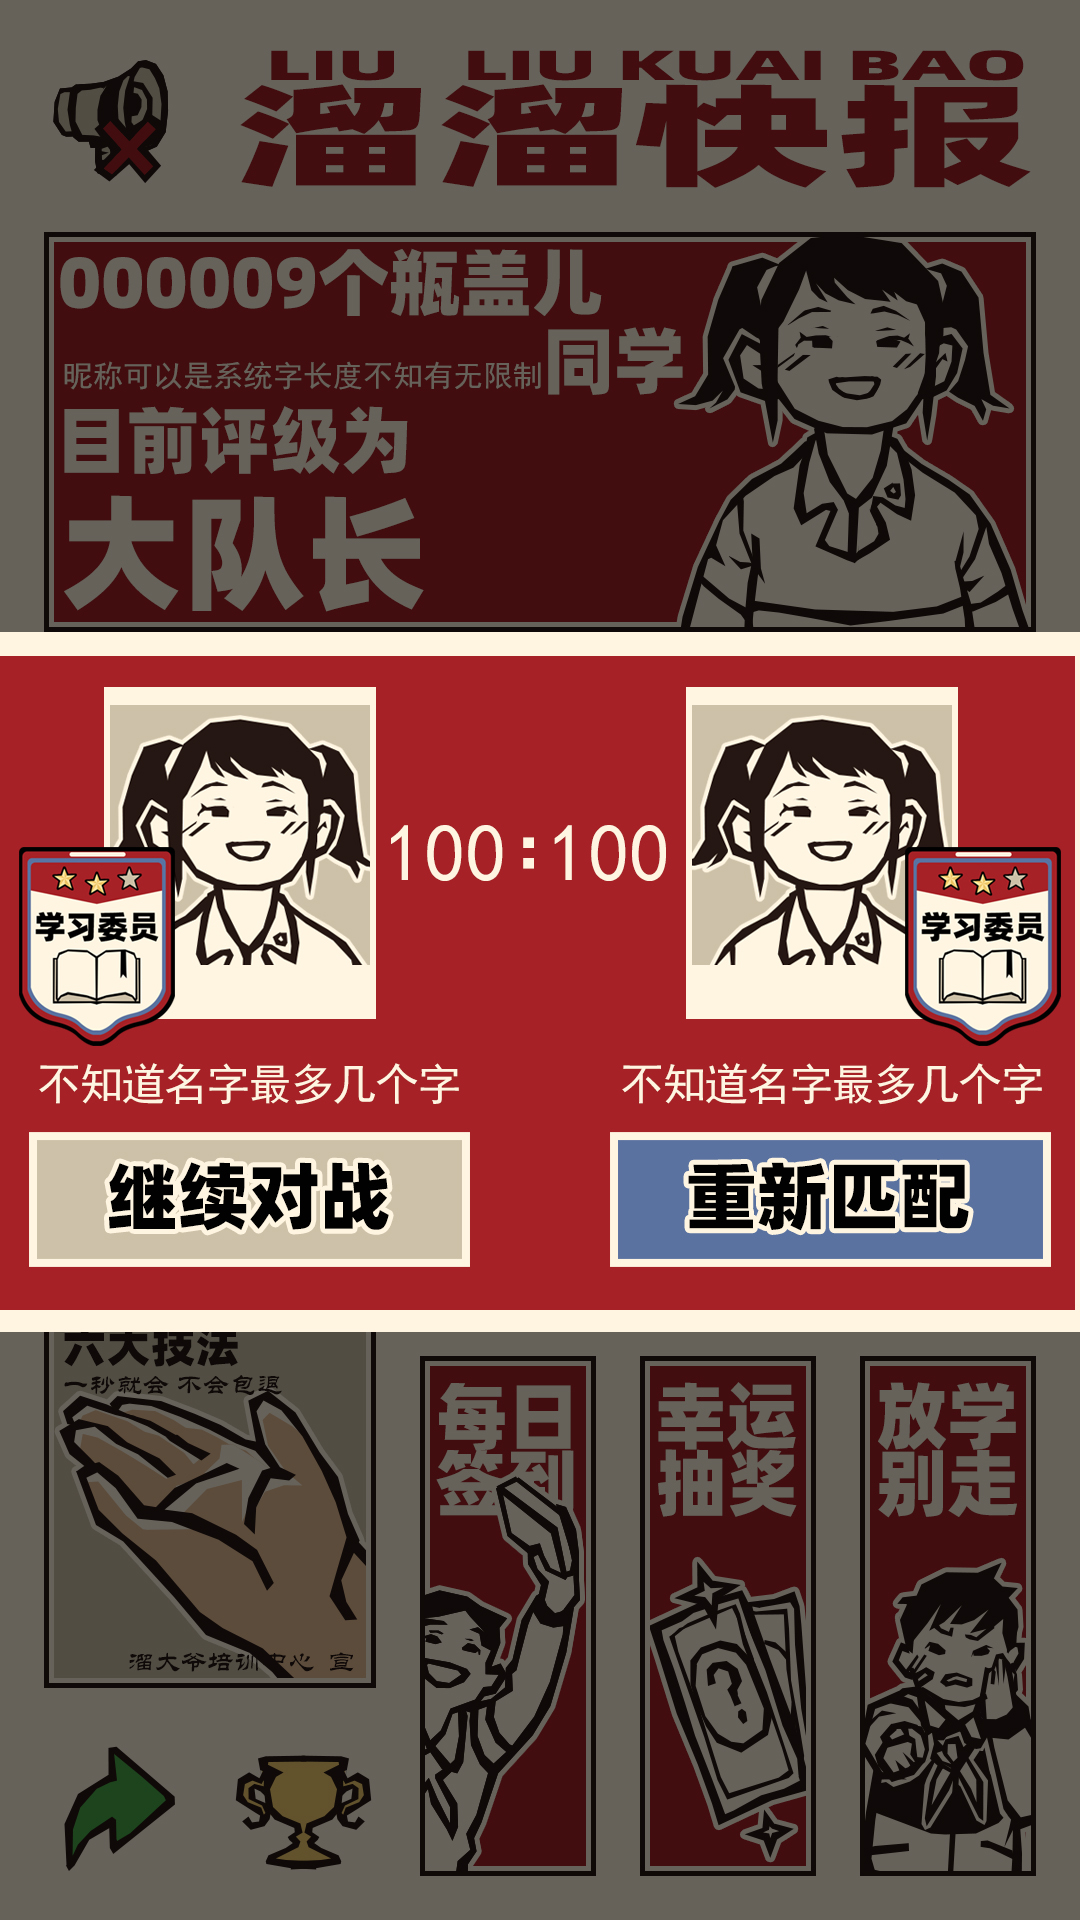 LIU LIU KUAI BAO
溜溜快报
000009个瓶盖儿
昵称可以是系统字长度不知有无限制同学
目前评级为
大队长
100:100
学习委员
学习委员
不知道名字最多几个字
不知道名字最多几个字
继续对战
重新匹配
六大技法
一秒就会 不会包退
溜大爷培训中心 宣
每日
签到
幸运
抽奖
放学
别走